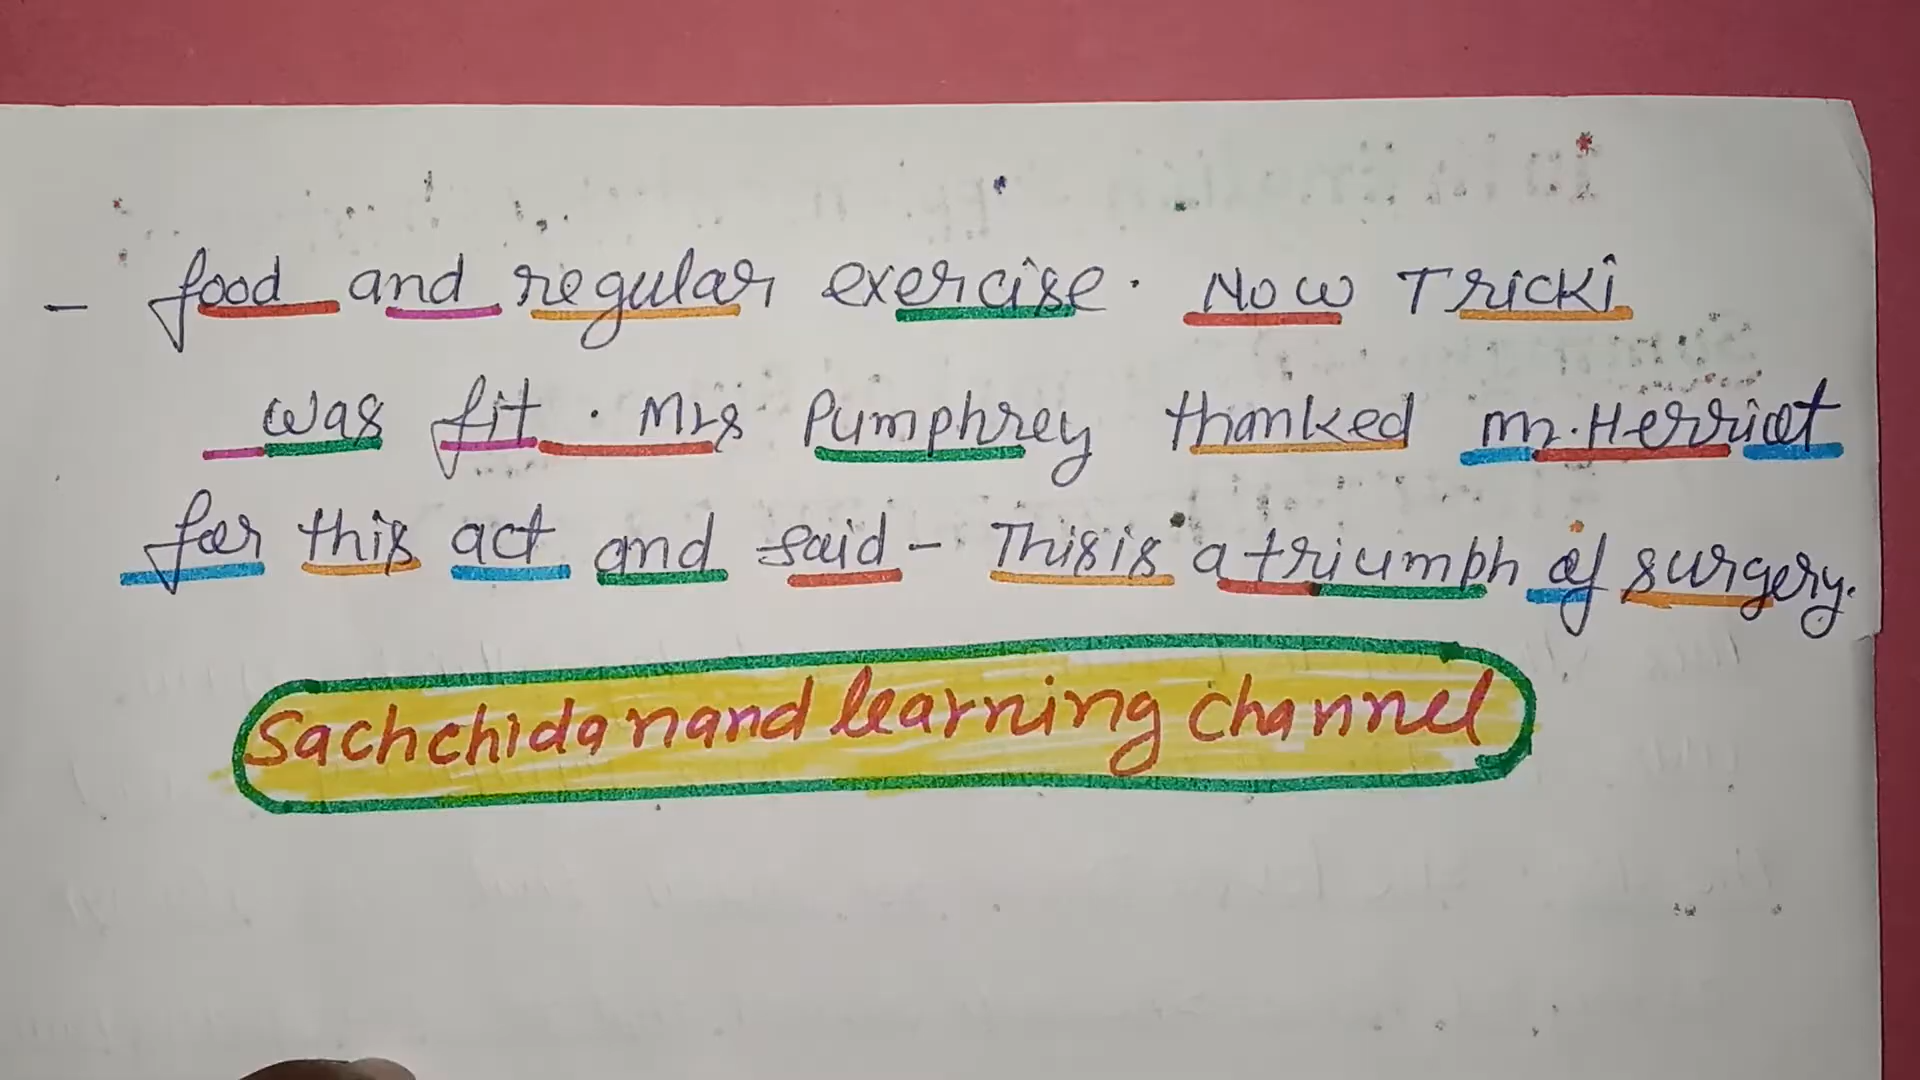 - food and regular exercise. Now Tricki
was fit. Mrs Pumphrey thanked Mr. Herriot
for this act and said - This is a triumph of surgery.
Sachchidanand learning channel